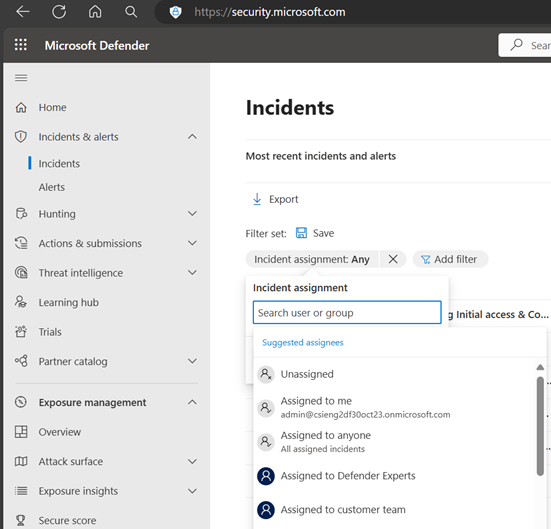 https://security.microsoft.com
Microsoft Defender
Sear
Home
Incidents & alerts
Incidents
Alerts
Hunting
Actions & submissions
Threat intelligence
Learning hub
Trials
Partner catalog
Exposure management
Overview
Attack surface
Exposure insights
Secure score
Incidents
Most recent incidents and alerts
Export
Filter set: Save
Incident assignment: Any
Add filter
Incident assignment
Search user or group
g Initial access & Co...
Suggested assignees
Unassigned
Assigned to me
admin@csieng2df30oct23.onmicrosoft.com
Assigned to anyone
All assigned incidents
Assigned to Defender Experts
Assigned to customer team